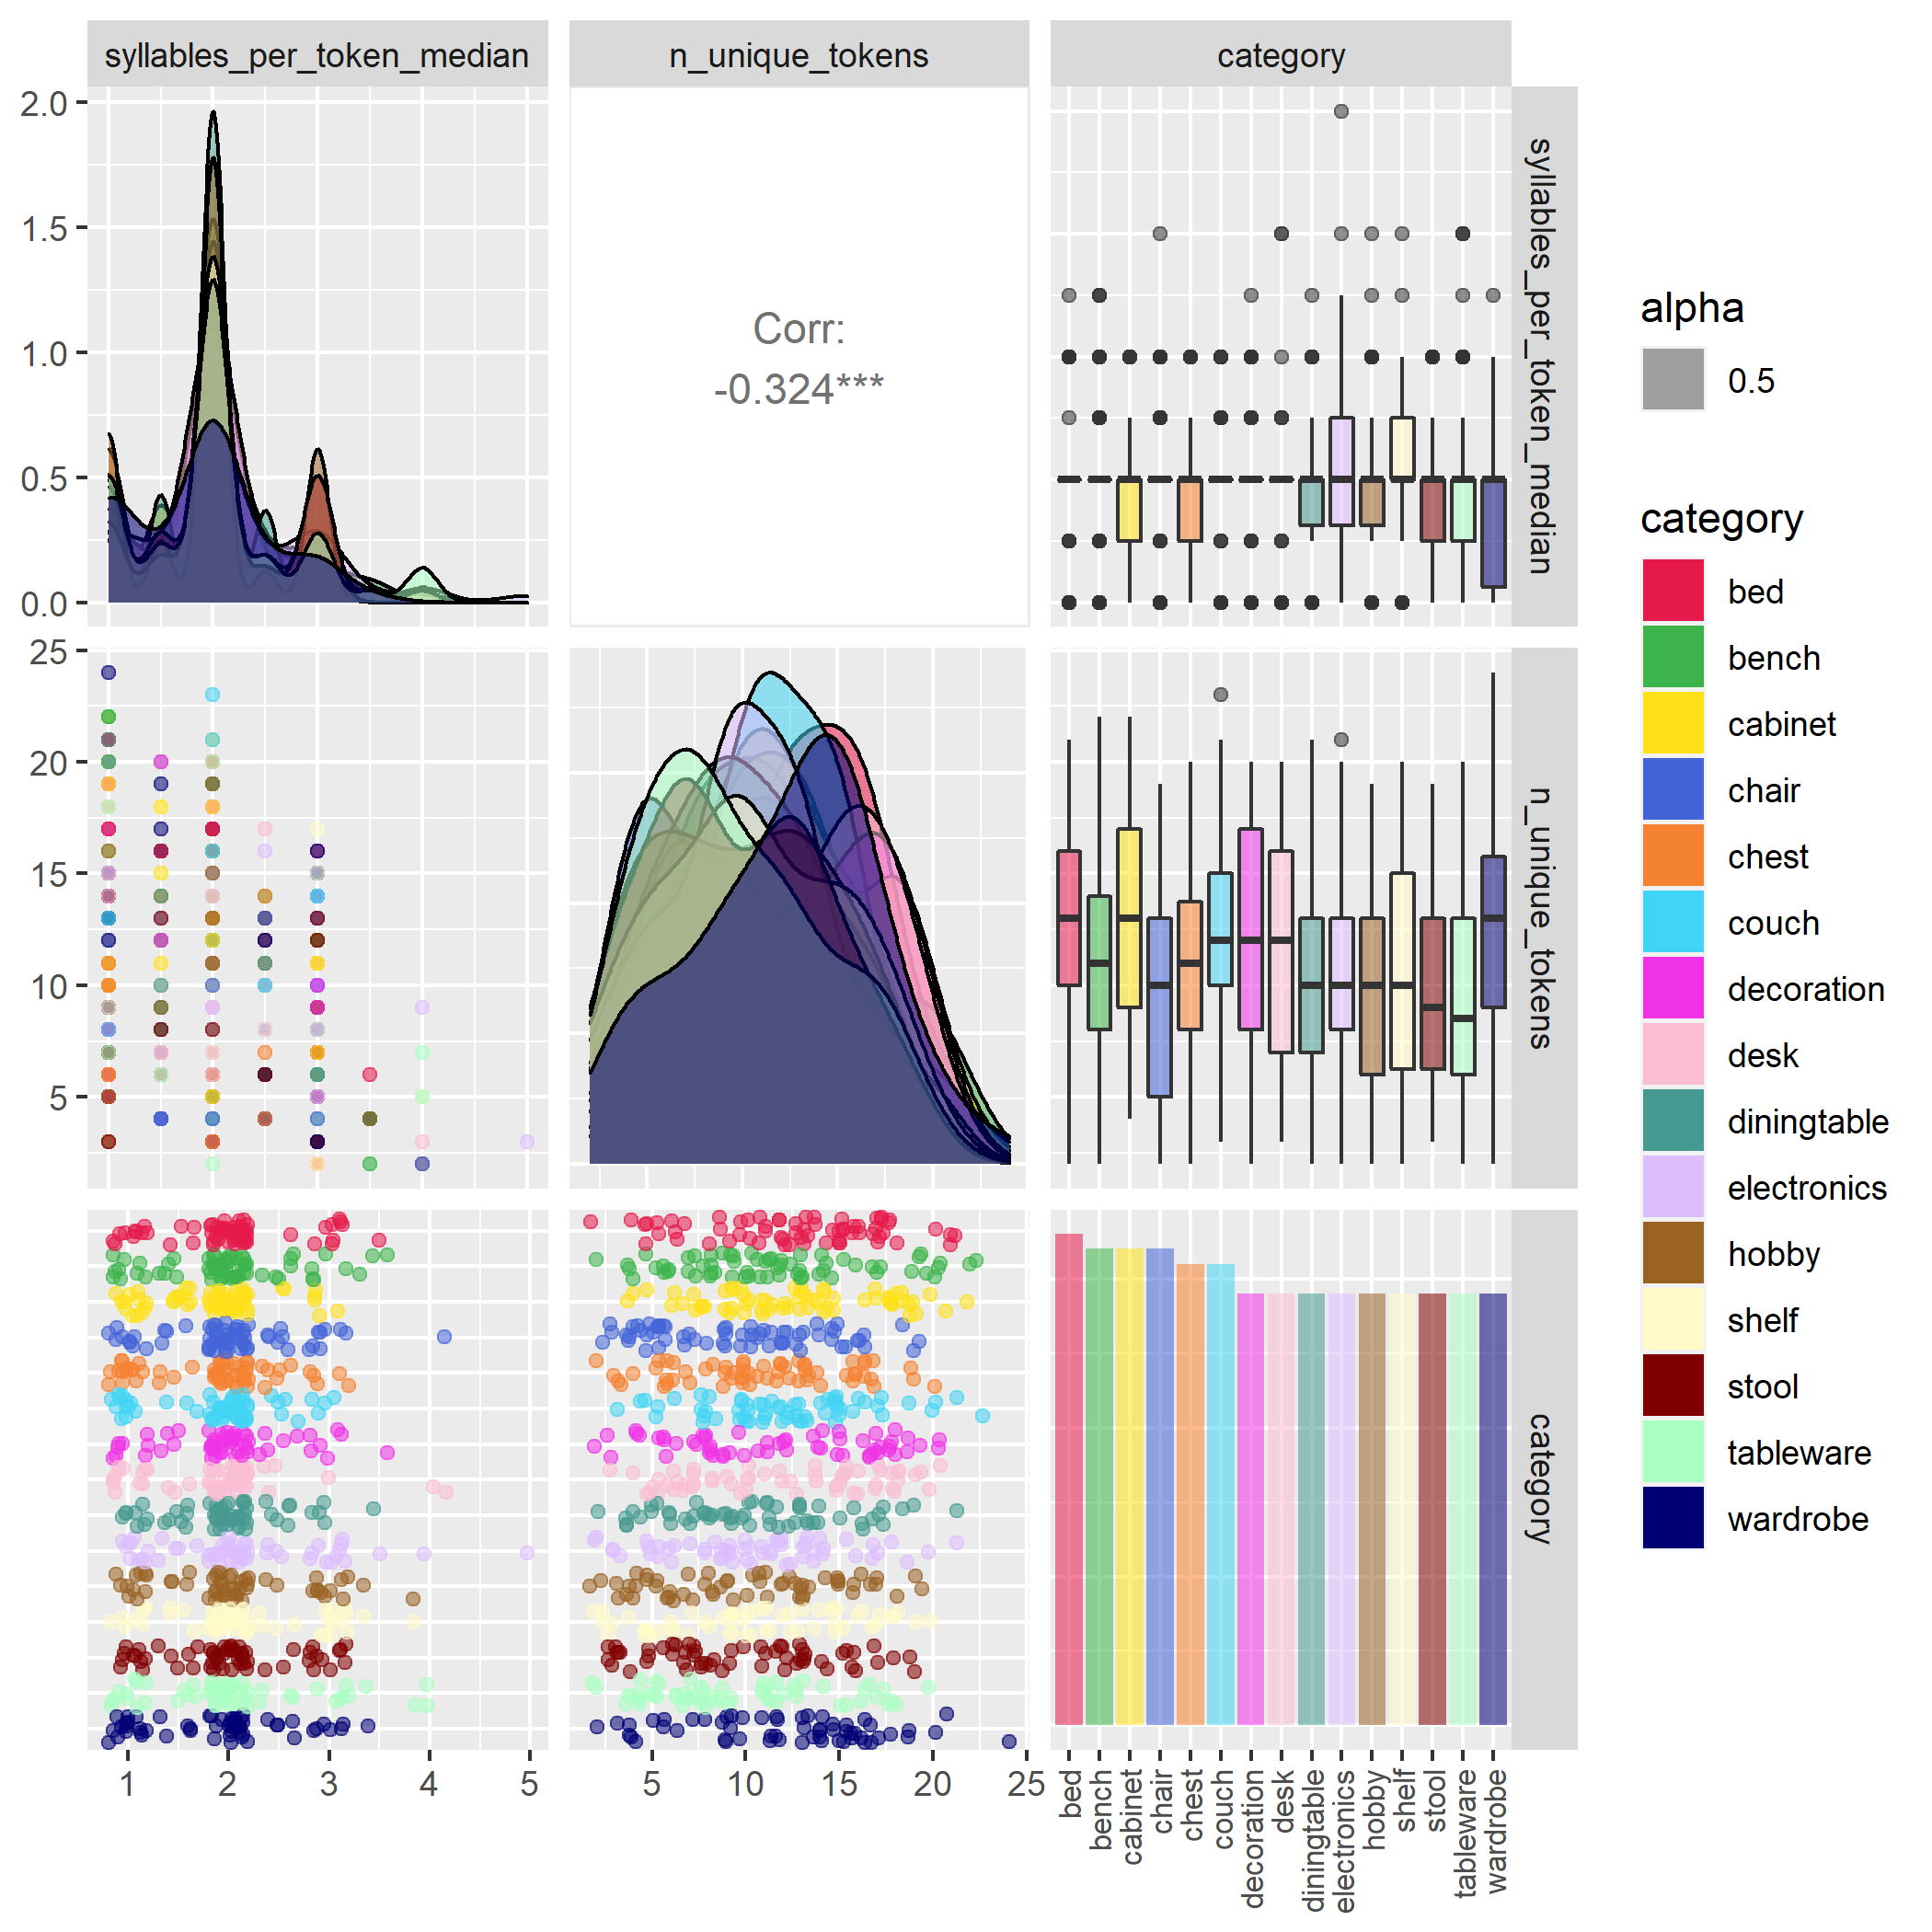 syllables_per_token_median
n_unique_tokens
category
2.0
1.5
1.0
0.5
0.0
Corr:
-0.324***
syllables_per_token_median
25
20
15
10
5
n_unique_tokens
category
1 2 3 4 5
5 10 15 20 25
bed
bench
cabinet
chair
chest
couch
decoration
desk
diningtable
electronics
hobby
shelf
stool
tableware
wardrobe
alpha
0.5
category
bed
bench
cabinet
chair
chest
couch
decoration
desk
diningtable
electronics
hobby
shelf
stool
tableware
wardrobe